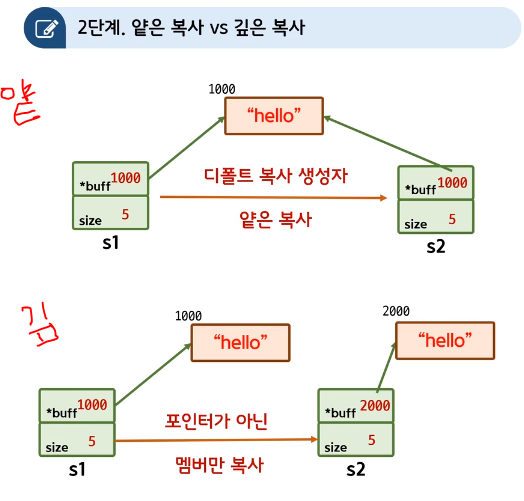 2단계. 얕은 복사 vs 깊은 복사
얕
1000
“hello”
*buff 1000
size 5
s1
디폴트 복사 생성자
얕은 복사
*buff 1000
size 5
s2
깊
1000
“hello”
2000
“hello”
*buff 1000
size 5
s1
포인터가 아닌
멤버만 복사
*buff 2000
size 5
s2